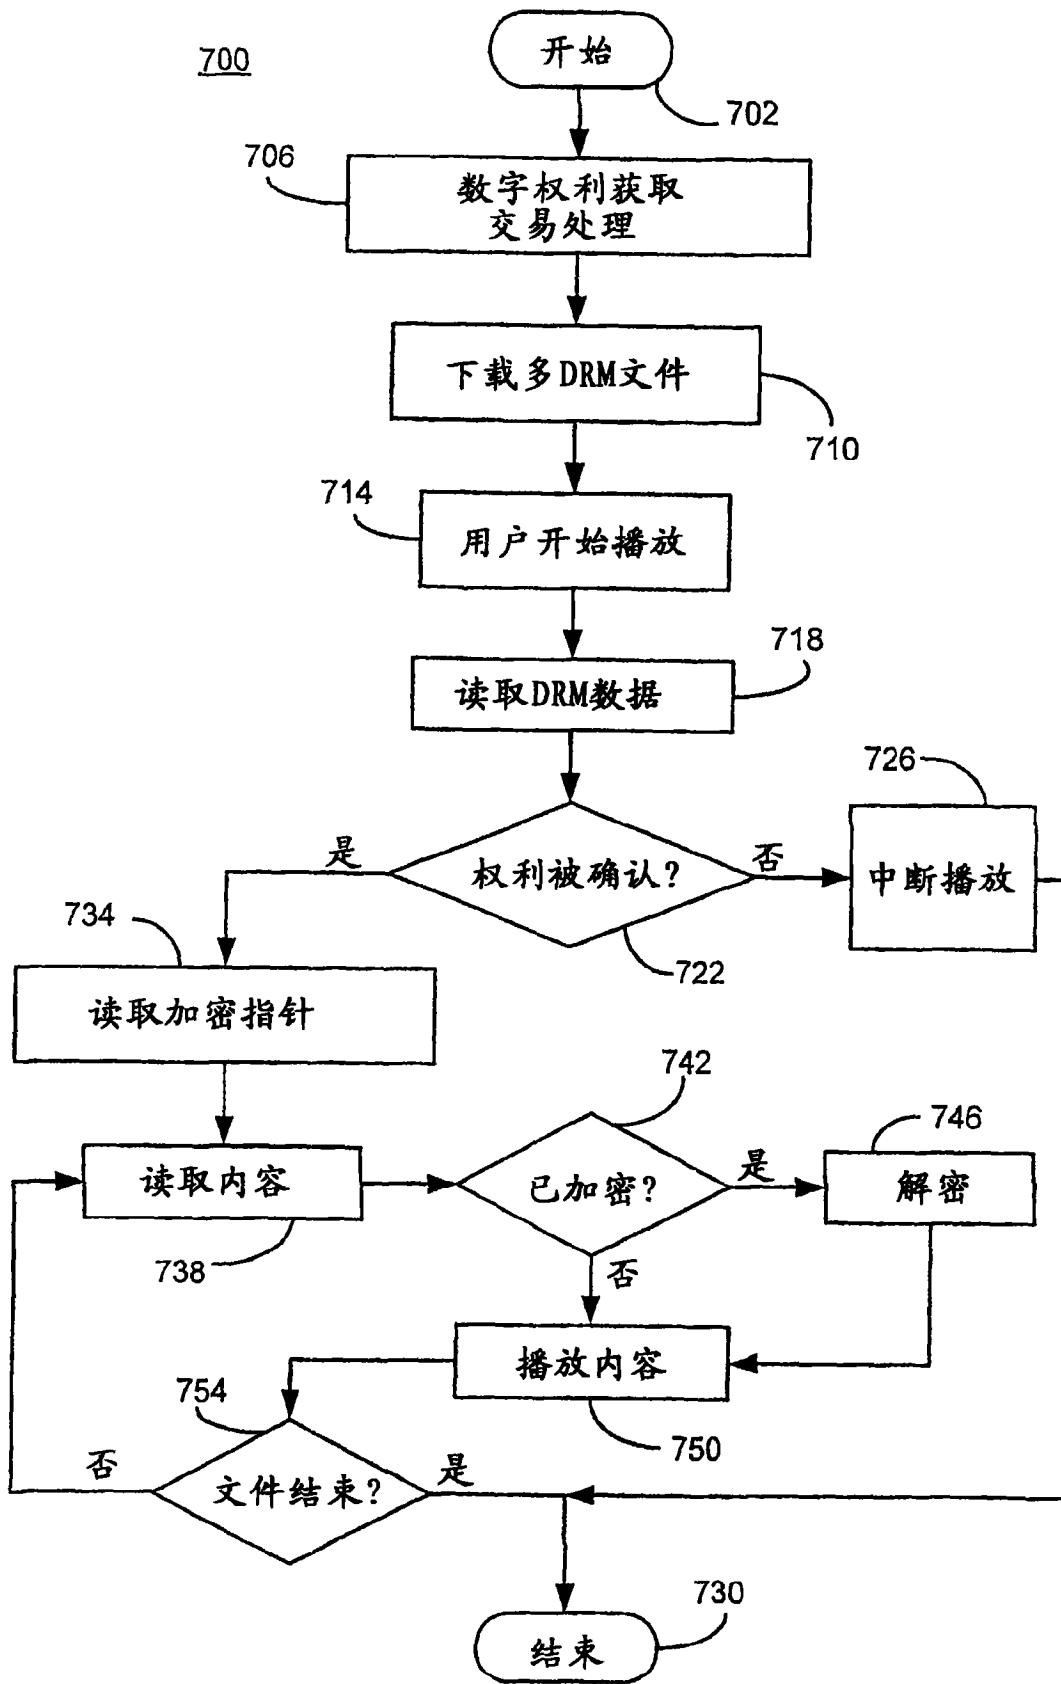 700
开始
702
706
数字权利获取
交易处理
下载多DRM文件
710
714
用户开始播放
718
读取DRM数据
726
是
权利被确认?
否
中断播放
722
734
读取加密指针
742
746
读取内容
已加密?
是
解密
738
否
播放内容
750
754
否
文件结束?
是
730
结束